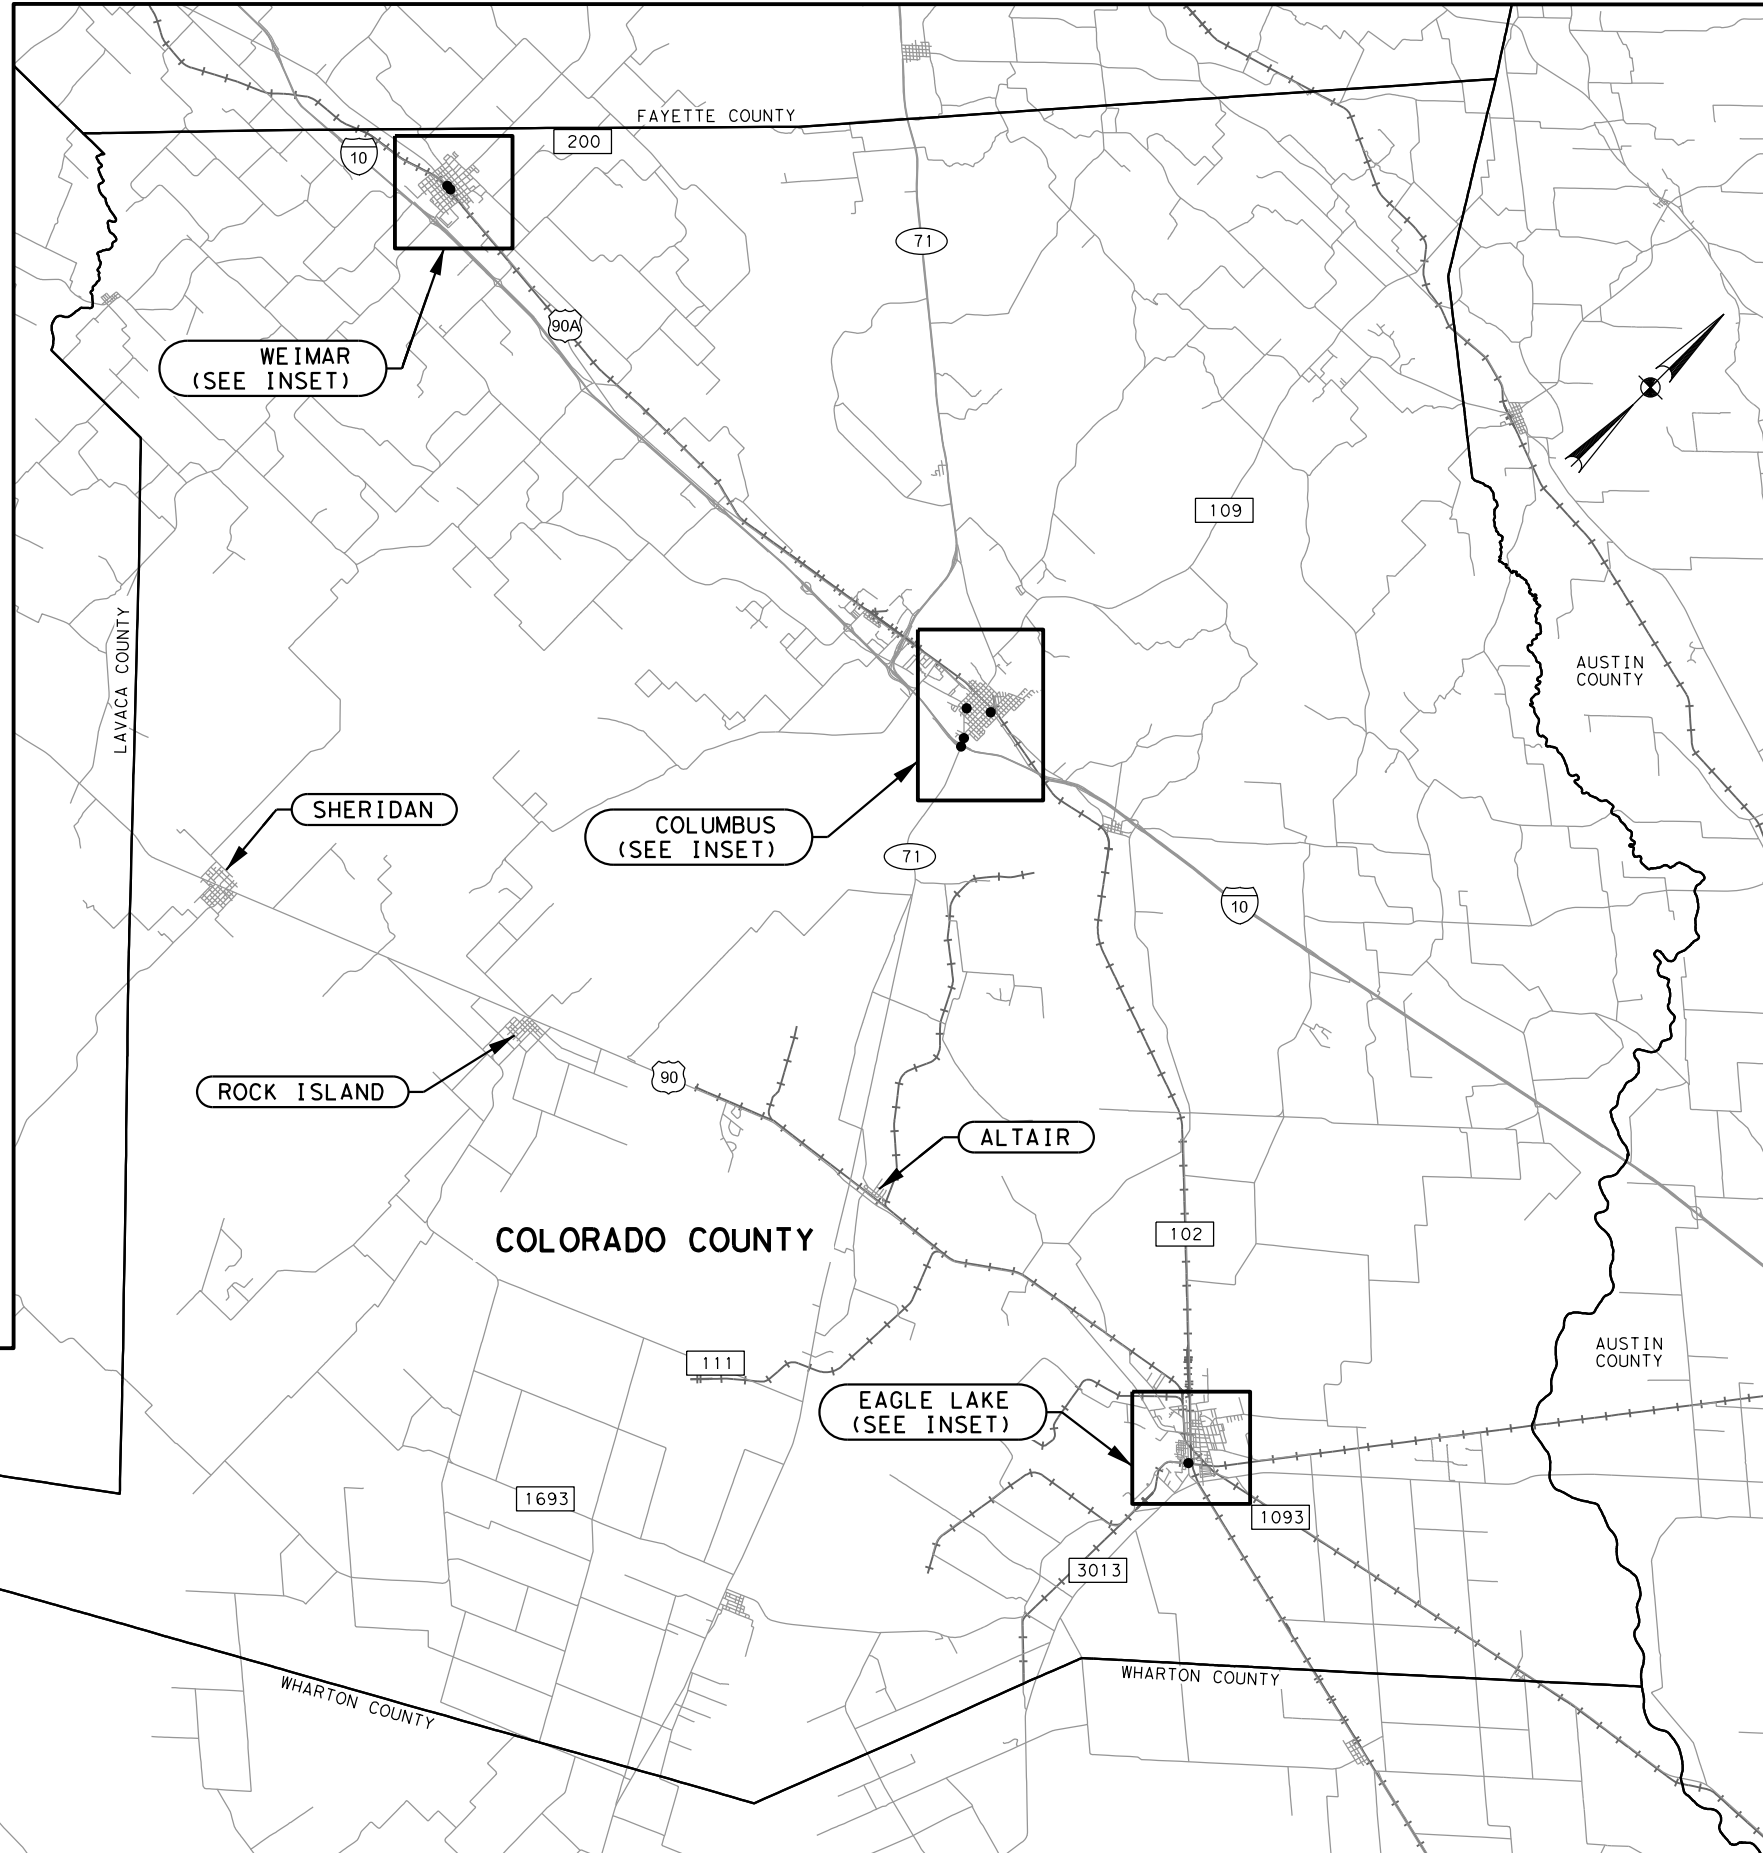 FAYETTE COUNTY
200
10
71
90A
WEIMAR
(SEE INSET)
109
LAVACA COUNTY
AUSTIN
COUNTY
SHERIDAN
COLUMBUS
(SEE INSET)
71
10
ROCK ISLAND
90
ALTAIR
COLORADO COUNTY
102
111
AUSTIN
COUNTY
EAGLE LAKE
(SEE INSET)
1693
1093
3013
WHARTON COUNTY
WHARTON COUNTY